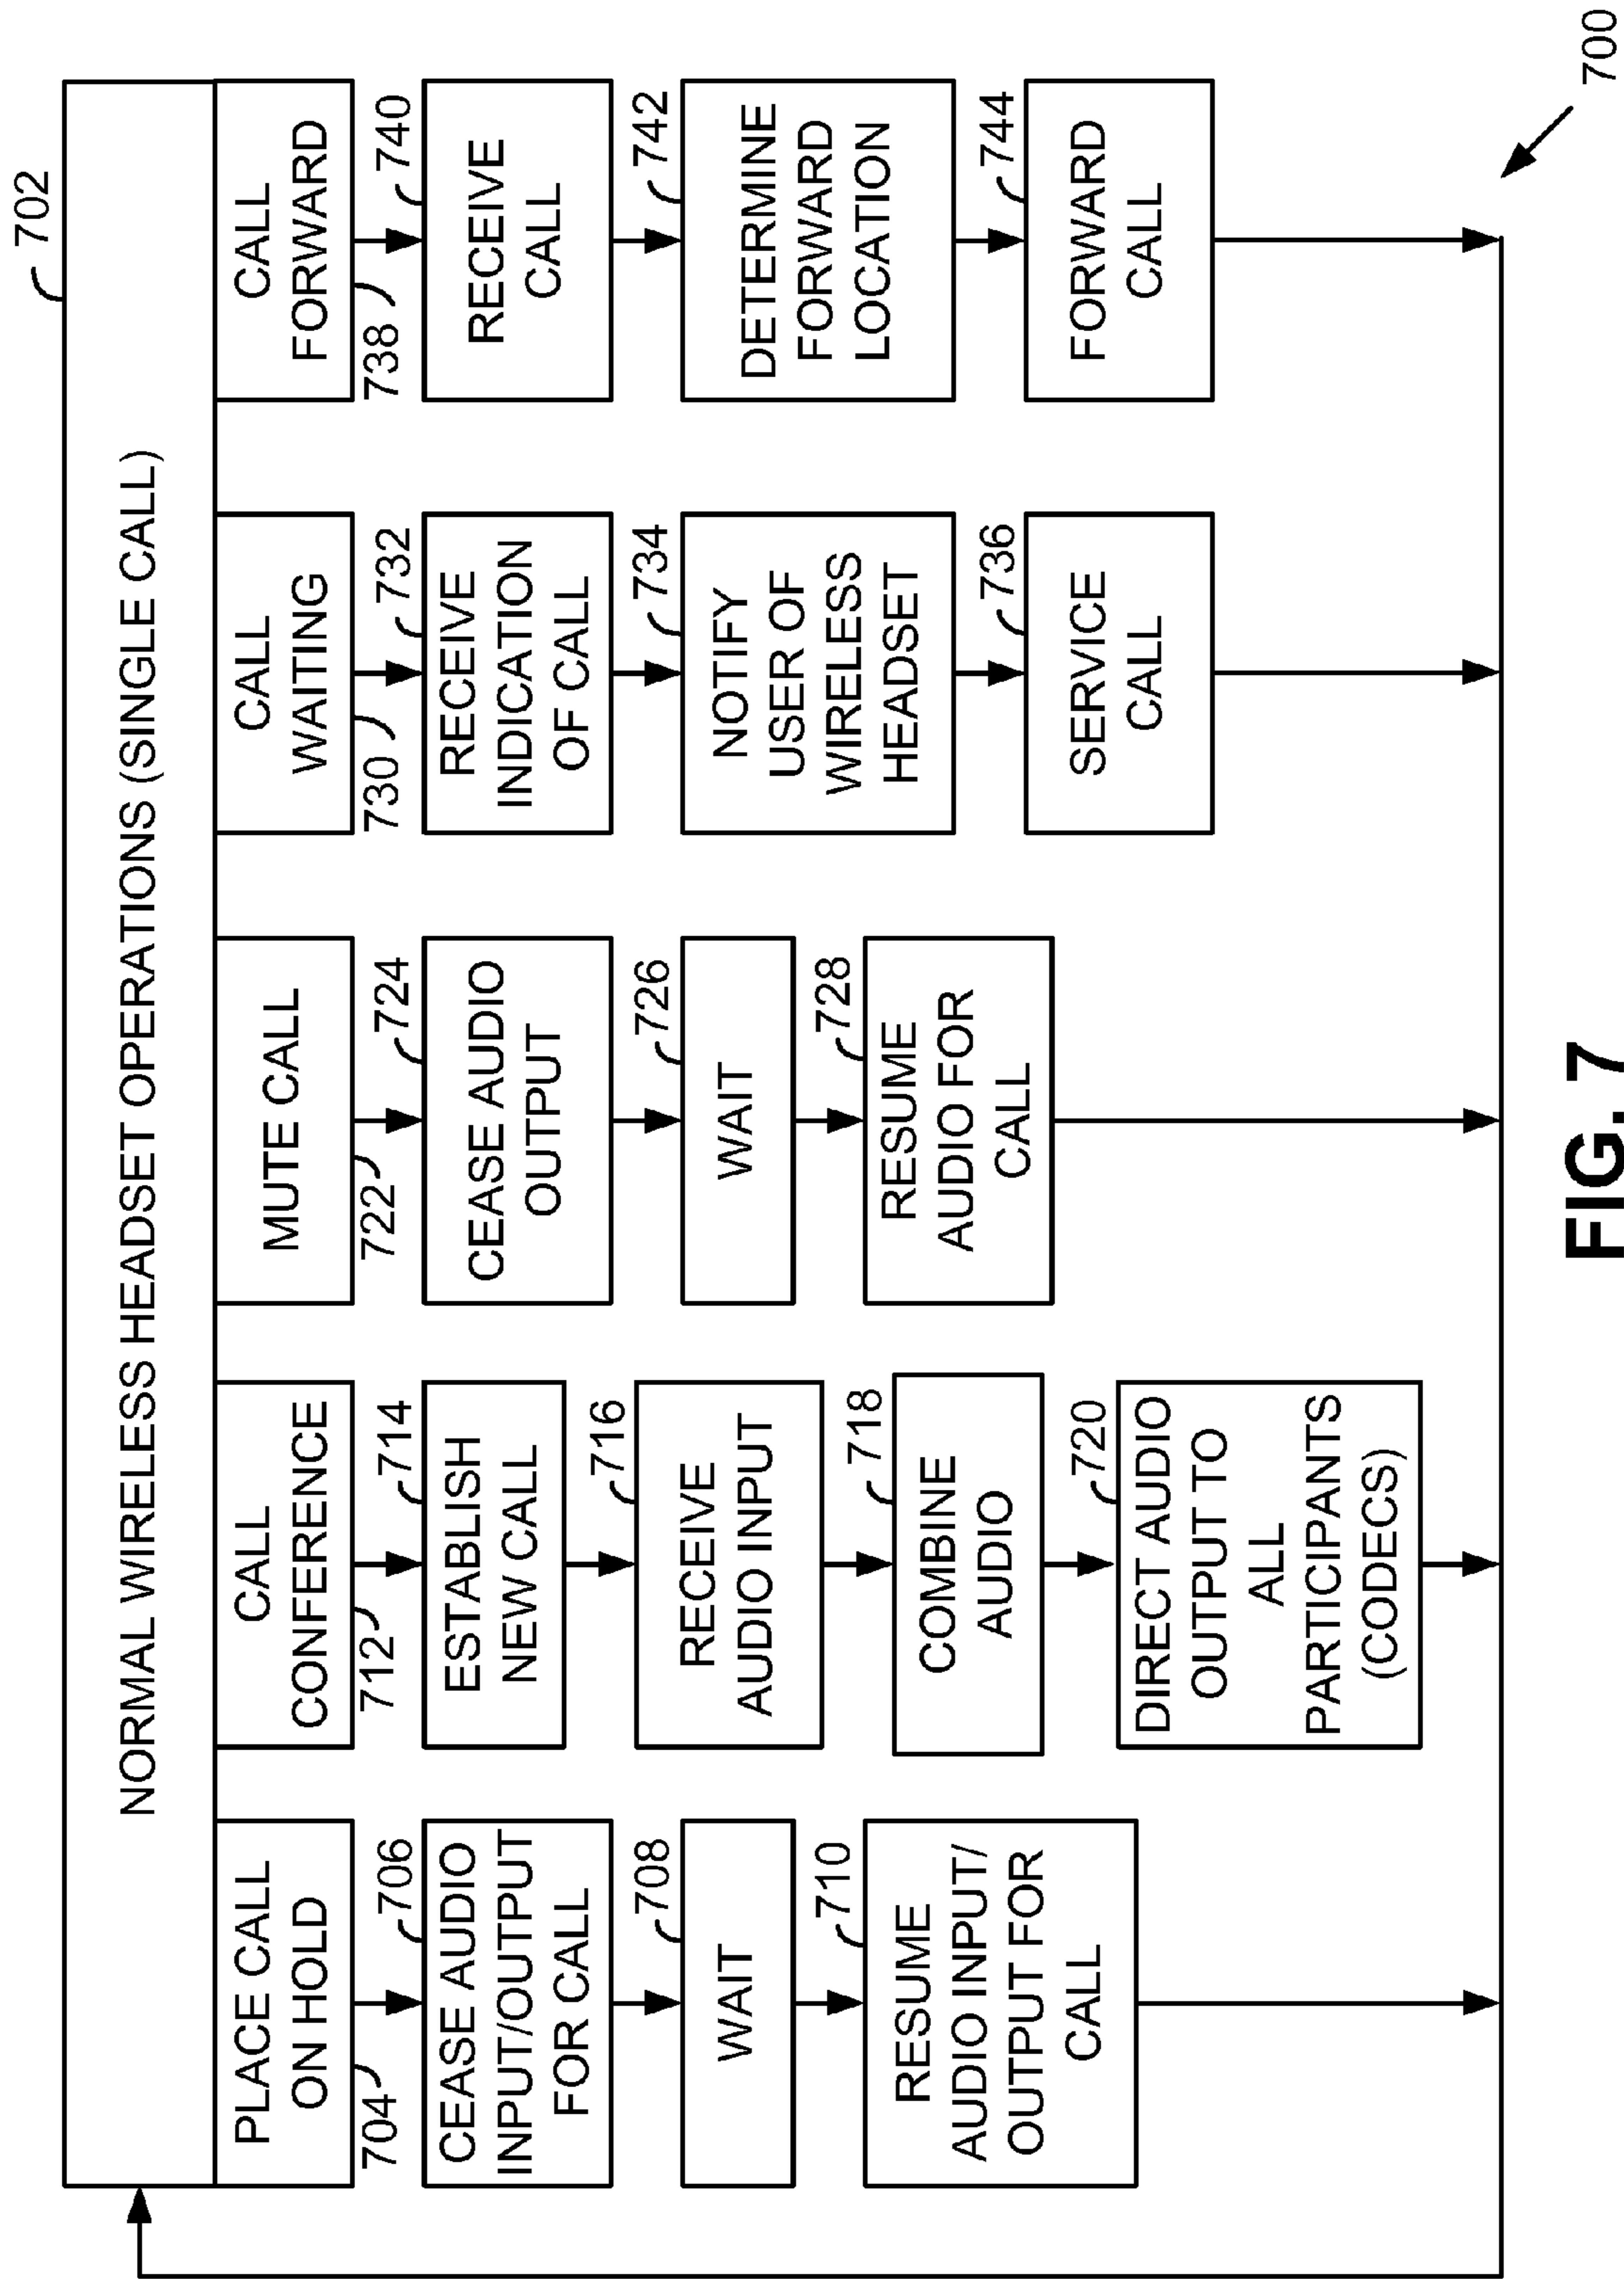 702
NORMAL WIRELESS HEADSET OPERATIONS (SINGLE CALL)
PLACE CALL
ON HOLD
704
706
CEASE AUDIO
INPUT/OUTPUT
FOR CALL
708
WAIT
710
RESUME
AUDIO INPUT/
OUTPUT FOR
CALL
CALL
CONFERENCE
712
714
ESTABLISH
NEW CALL
716
RECEIVE
AUDIO INPUT
718
COMBINE
AUDIO
720
DIRECT AUDIO
OUTPUT TO
ALL
PARTICIPANTS
(CODECS)
MUTE CALL
722
724
CEASE AUDIO
OUTPUT
726
WAIT
728
RESUME
AUDIO FOR
CALL
CALL
WAITING
730
732
RECEIVE
INDICATION
OF CALL
734
NOTIFY
USER OF
WIRELESS
HEADSET
736
SERVICE
CALL
CALL
FORWARD
738
740
RECEIVE
CALL
742
DETERMINE
FORWARD
LOCATION
744
FORWARD
CALL
700
FIG. 7